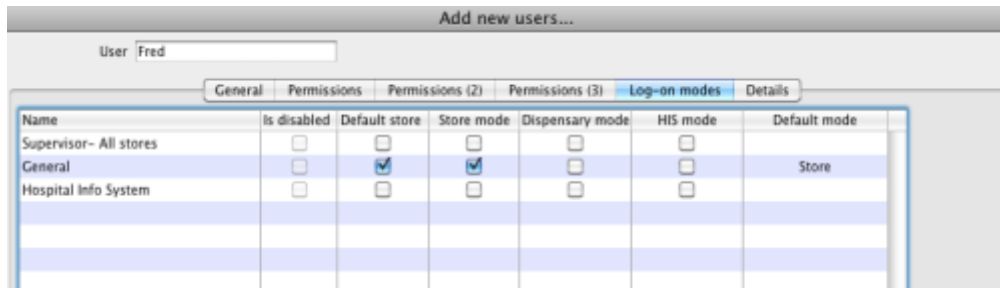 Add new users...
User Fred
General Permissions Permissions (2) Permissions (3) Log-on modes Details
Name Is disabled Default store Store mode Dispensary mode HIS mode Default mode
Supervisor- All stores
General Store
Hospital Info System